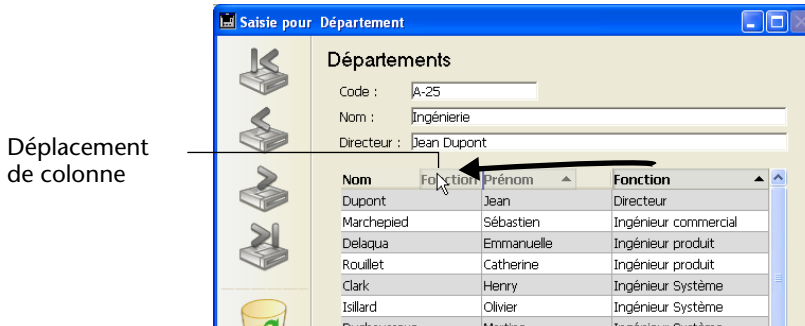 Saisie pour Département
Départements
Code : A-25
Nom : Ingénierie
Directeur : Jean Dupont
Déplacement
de colonne
Nom Fonction Prénom Fonction
Dupont Jean Directeur
Marchepied Sébastien Ingénieur commercial
Delaqua Emmanuelle Ingénieur produit
Rouillet Catherine Ingénieur produit
Clark Henry Ingénieur Système
Isillard Olivier Ingénieur Système